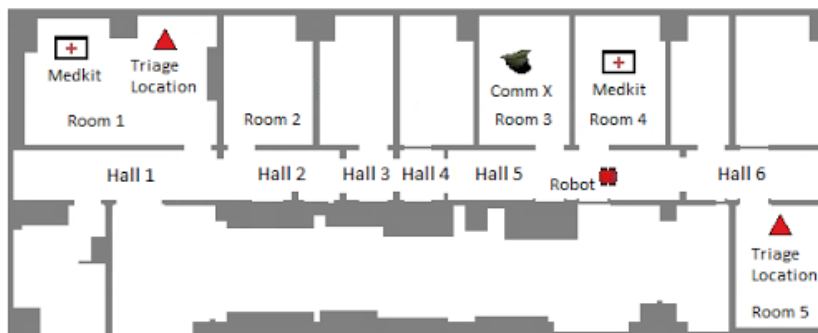 Medkit
Triage
Location
Room 1
Room 2
Comm X
Room 3
Medkit
Room 4
Hall 1
Hall 2
Hall 3
Hall 4
Hall 5
Robot
Hall 6
Triage
Location
Room 5